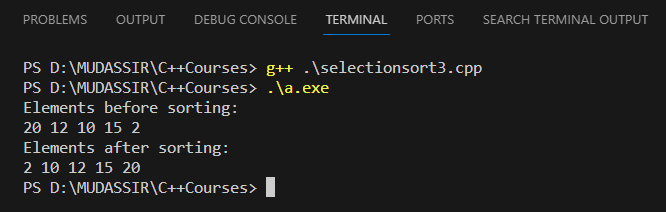 PROBLEMS OUTPUT DEBUG CONSOLE TERMINAL PORTS SEARCH TERMINAL OUTPUT
PS D:\MUDASSIR\C++Courses> g++ .\selectionsort3.cpp
PS D:\MUDASSIR\C++Courses> .\a.exe
Elements before sorting:
20 12 10 15 2
Elements after sorting:
2 10 12 15 20
PS D:\MUDASSIR\C++Courses>